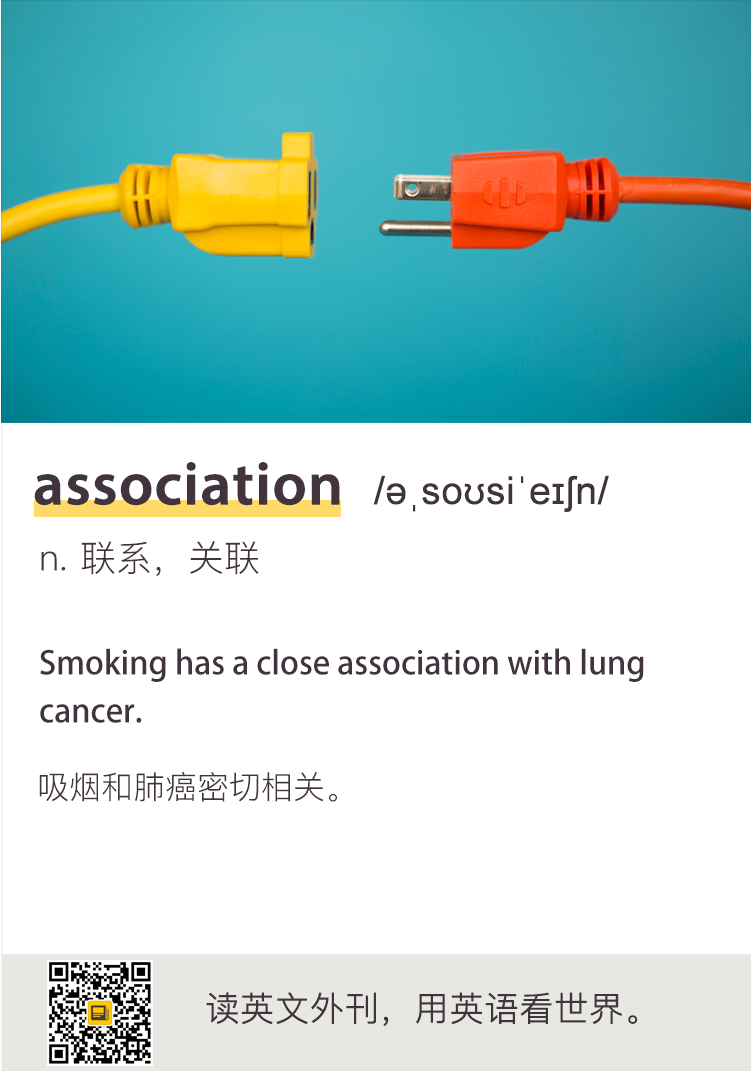 association /əˌsoʊsiˈeɪʃn/
n. 联系，关联
Smoking has a close association with lung
cancer.
吸烟和肺癌密切相关。
读英文外刊，用英语看世界。